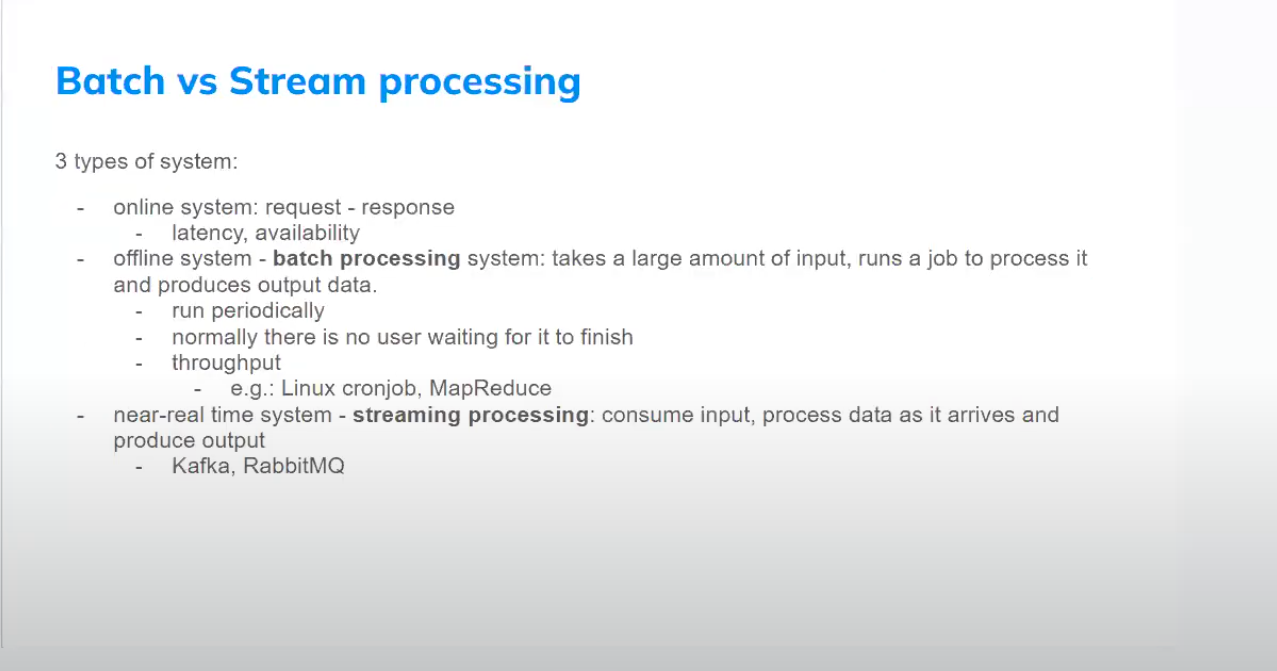 Batch vs Stream processing
3 types of system:
- online system: request - response
- latency, availability
- offline system - batch processing system: takes a large amount of input, runs a job to process it
and produces output data.
- run periodically
- normally there is no user waiting for it to finish
- throughput
- e.g.: Linux cronjob, MapReduce
- near-real time system - streaming processing: consume input, process data as it arrives and
produce output
- Kafka, RabbitMQ